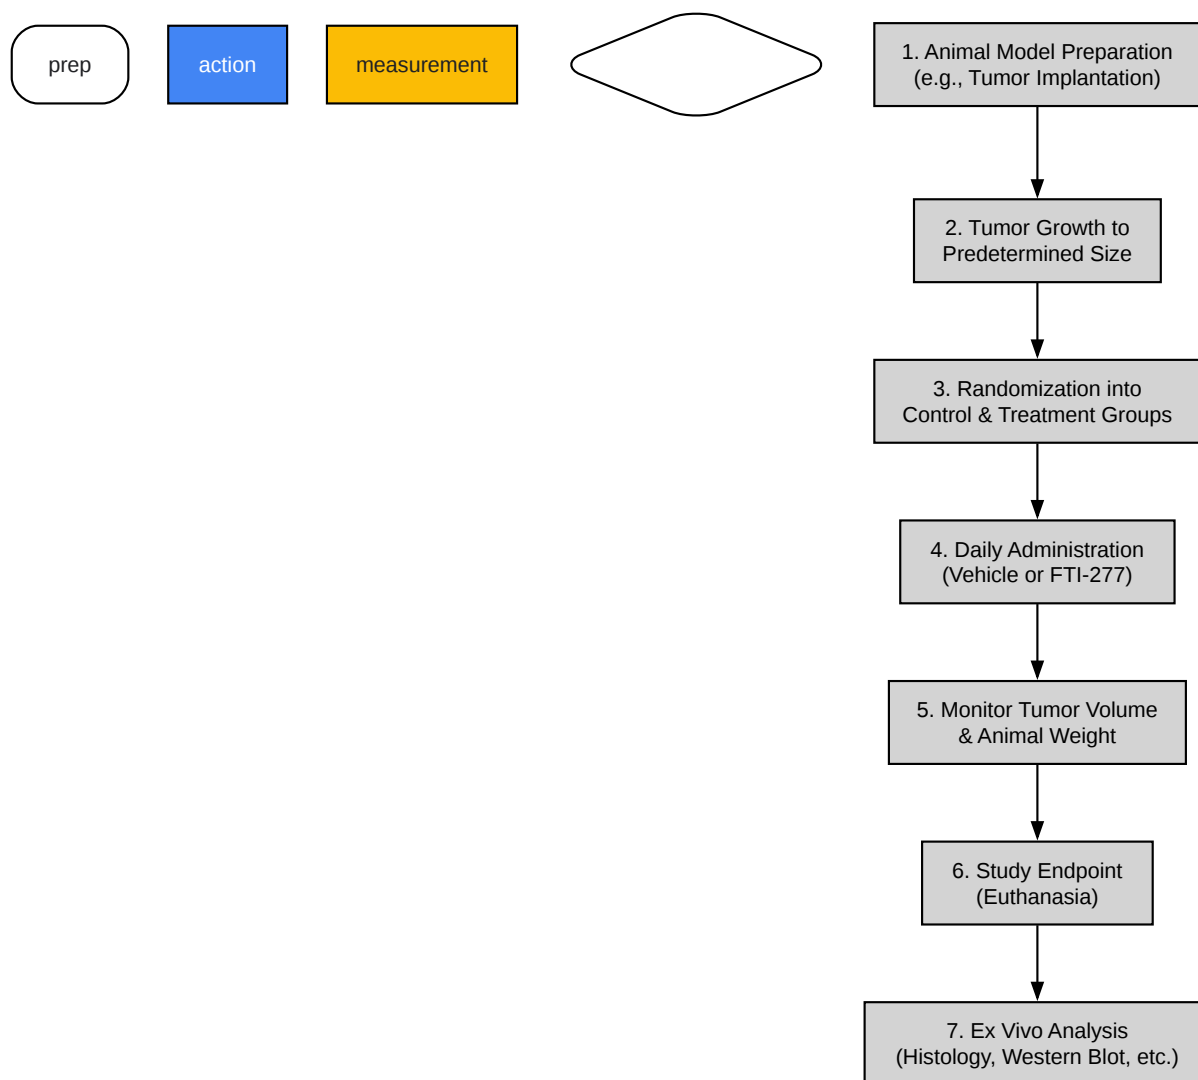 prep
action
measurement
1. Animal Model Preparation
(e.g., Tumor Implantation)
2. Tumor Growth to
Predetermined Size
3. Randomization into
Control & Treatment Groups
4. Daily Administration
(Vehicle or FTI-277)
5. Monitor Tumor Volume
& Animal Weight
6. Study Endpoint
(Euthanasia)
7. Ex Vivo Analysis
(Histology, Western Blot, etc.)